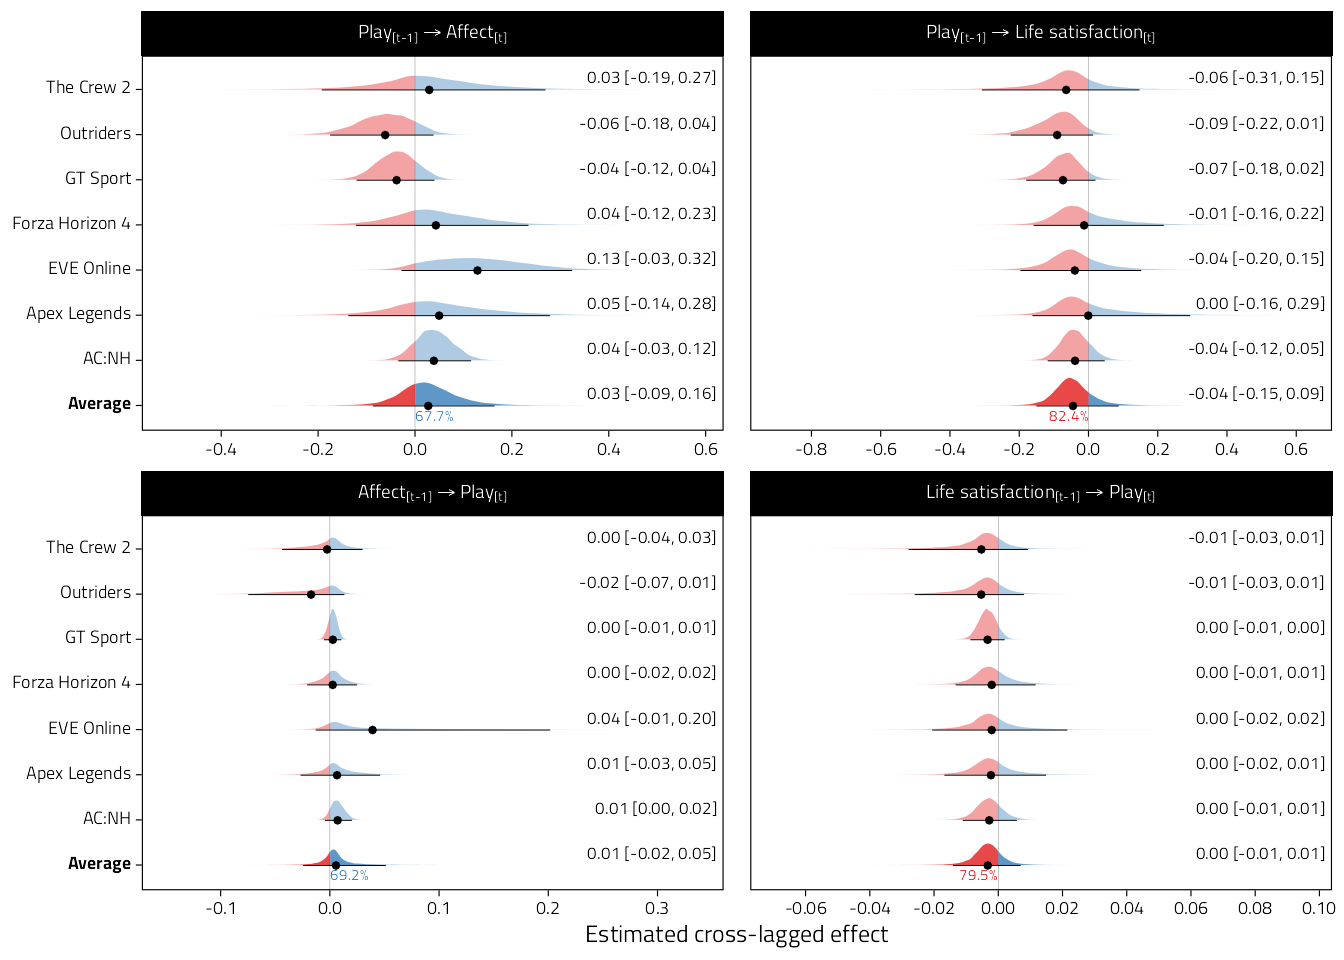 Play[t-1] → Affect[t]
The Crew 2 0.03 [-0.19, 0.27]
Outriders -0.06 [-0.18, 0.04]
GT Sport -0.04 [-0.12, 0.04]
Forza Horizon 4 0.04 [-0.12, 0.23]
EVE Online 0.13 [-0.03, 0.32]
Apex Legends 0.05 [-0.14, 0.28]
AC:NH 0.04 [-0.03, 0.12]
Average 0.03 [-0.09, 0.16]
67.7%
-0.4 -0.2 0.0 0.2 0.4 0.6
Play[t-1] → Life satisfaction[t]
-0.06 [-0.31, 0.15]
-0.09 [-0.22, 0.01]
-0.07 [-0.18, 0.02]
-0.01 [-0.16, 0.22]
-0.04 [-0.20, 0.15]
0.00 [-0.16, 0.29]
-0.04 [-0.12, 0.05]
-0.04 [-0.15, 0.09]
82.4%
-0.8 -0.6 -0.4 -0.2 0.0 0.2 0.4 0.6
Affect[t-1] → Play[t]
The Crew 2 0.00 [-0.04, 0.03]
Outriders -0.02 [-0.07, 0.01]
GT Sport 0.00 [-0.01, 0.01]
Forza Horizon 4 0.00 [-0.02, 0.02]
EVE Online 0.04 [-0.01, 0.20]
Apex Legends 0.01 [-0.03, 0.05]
AC:NH 0.01 [0.00, 0.02]
Average 0.01 [-0.02, 0.05]
69.2%
-0.1 0.0 0.1 0.2 0.3
Life satisfaction[t-1] → Play[t]
-0.01 [-0.03, 0.01]
-0.01 [-0.03, 0.01]
0.00 [-0.01, 0.00]
0.00 [-0.01, 0.01]
0.00 [-0.02, 0.02]
0.00 [-0.02, 0.01]
0.00 [-0.01, 0.01]
0.00 [-0.01, 0.01]
79.5%
-0.06 -0.04 -0.02 0.00 0.02 0.04 0.06 0.08 0.10
Estimated cross-lagged effect